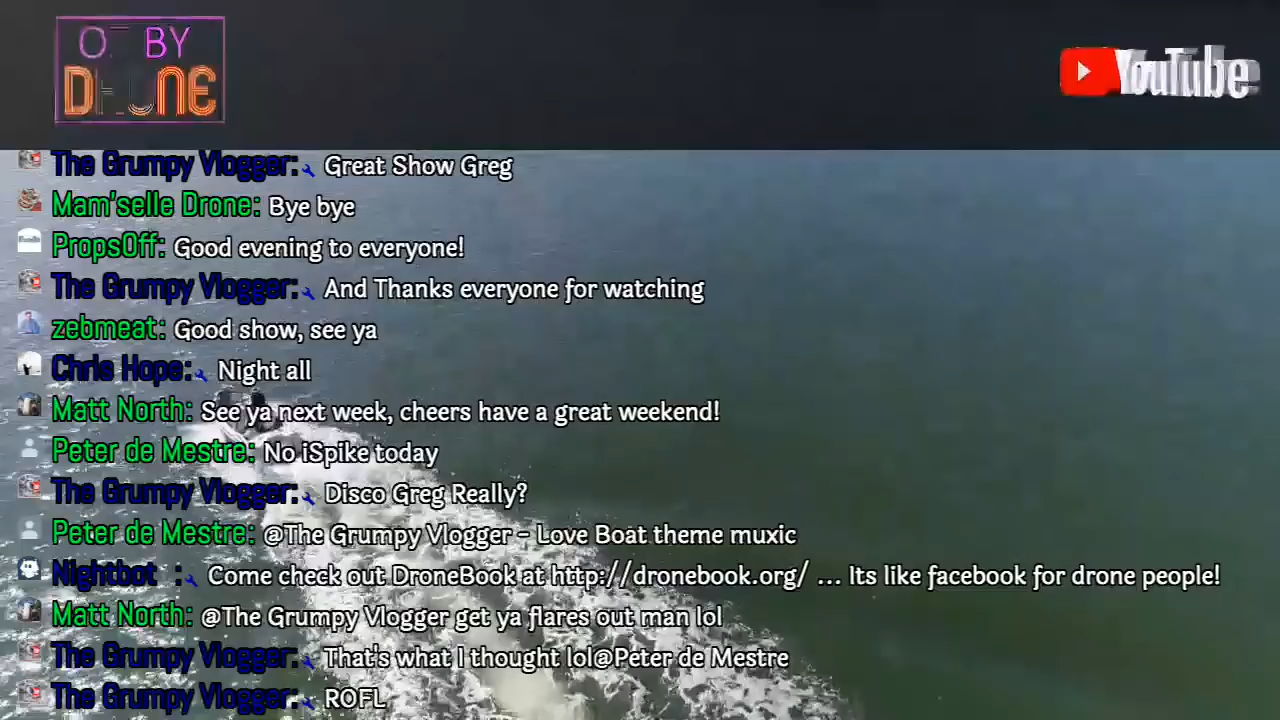 BY
YouTube
The Grumpy Vlogger: Great Show Greg
Mam'selle Drone: Bye bye
PropsOff: Good evening to everyone!
The Grumpy Vlogger: And Thanks everyone for watching
zebmeat: Good show, see ya
Chris Hope: Night all
Matt North: See ya next week, cheers have a great weekend!
Peter de Mestre: No iSpike today
The Grumpy Vlogger: Disco Greg Really?
Peter de Mestre: @The Grumpy Vlogger - Love Boat theme muxic
Nightbot : Come check out DroneBook at http://dronebook.org/ ... Its like facebook for drone people!
Matt North: @The Grumpy Vlogger get ya flares out man lol
The Grumpy Vlogger: That's what I thought lol@Peter de Mestre
The Grumpy Vlogger: ROFL